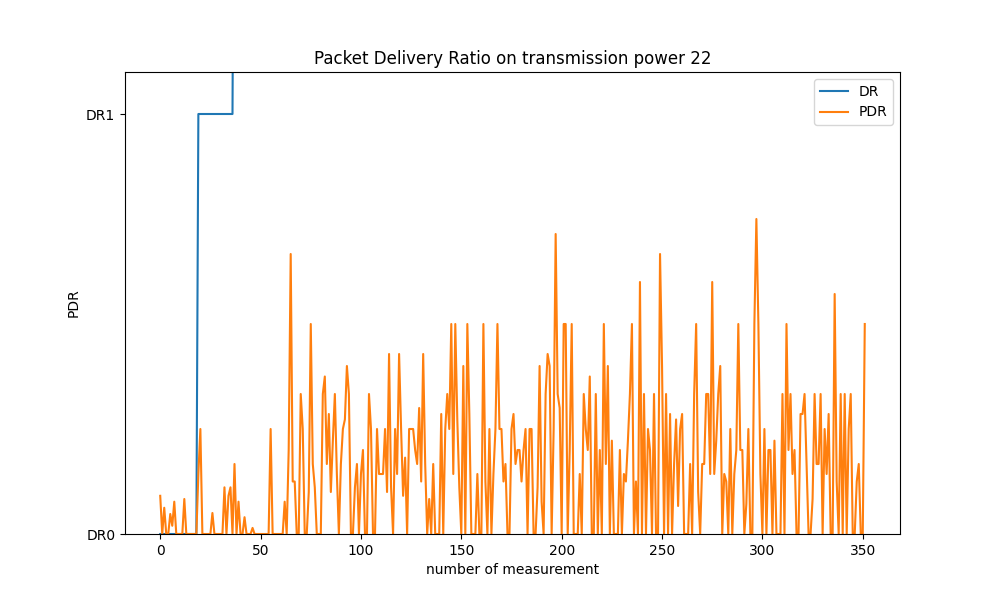 Packet Delivery Ratio on transmission power 22
DR
PDR
DR1
PDR
DR0
0 50 100 150 200 250 300 350
number of measurement